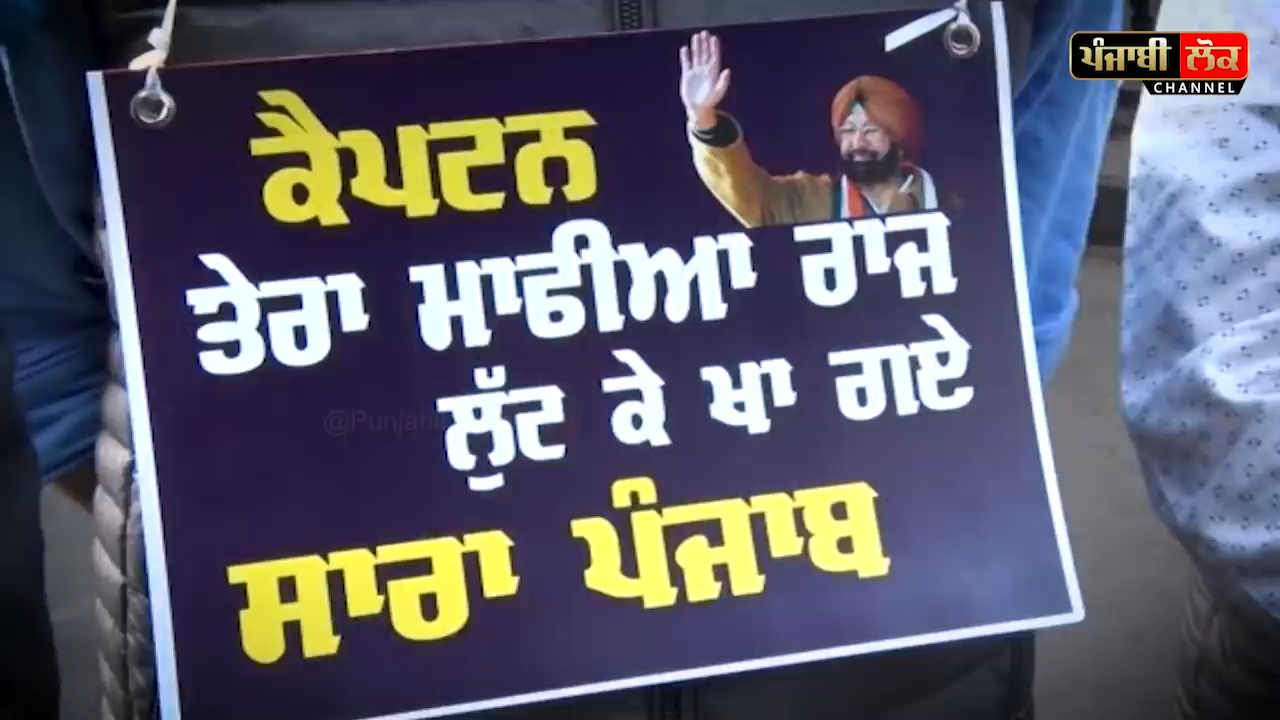 ਪੰਜਾਬੀ ਲੋਕ
CHANNEL
ਕੈਪਟਨ
ਤੇਰਾ ਮਾਫੀਆ ਰਾਜ
ਲੁੱਟ ਕੇ ਖਾ ਗਏ
ਸਾਰਾ ਪੰਜਾਬ